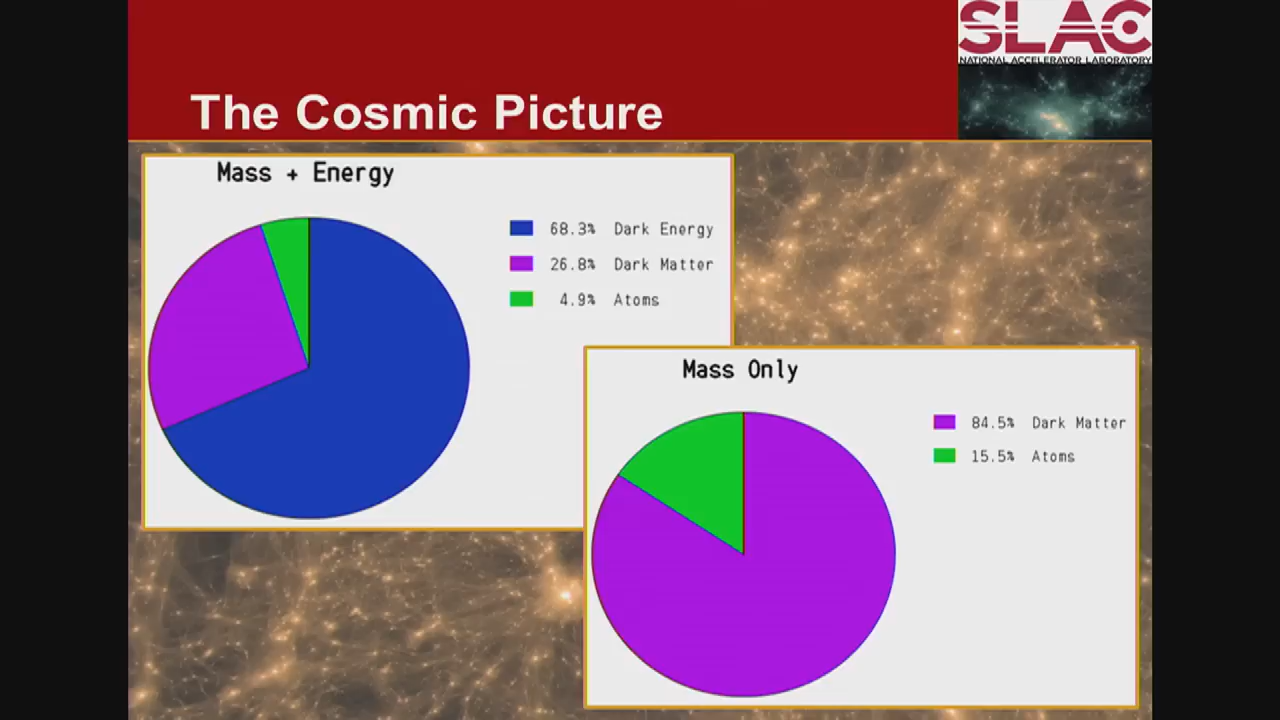 SLAC
NATIONAL ACCELERATOR LABORATORY
The Cosmic Picture
Mass + Energy
68.3% Dark Energy
26.8% Dark Matter
4.9% Atoms
Mass Only
84.5% Dark Matter
15.5% Atoms